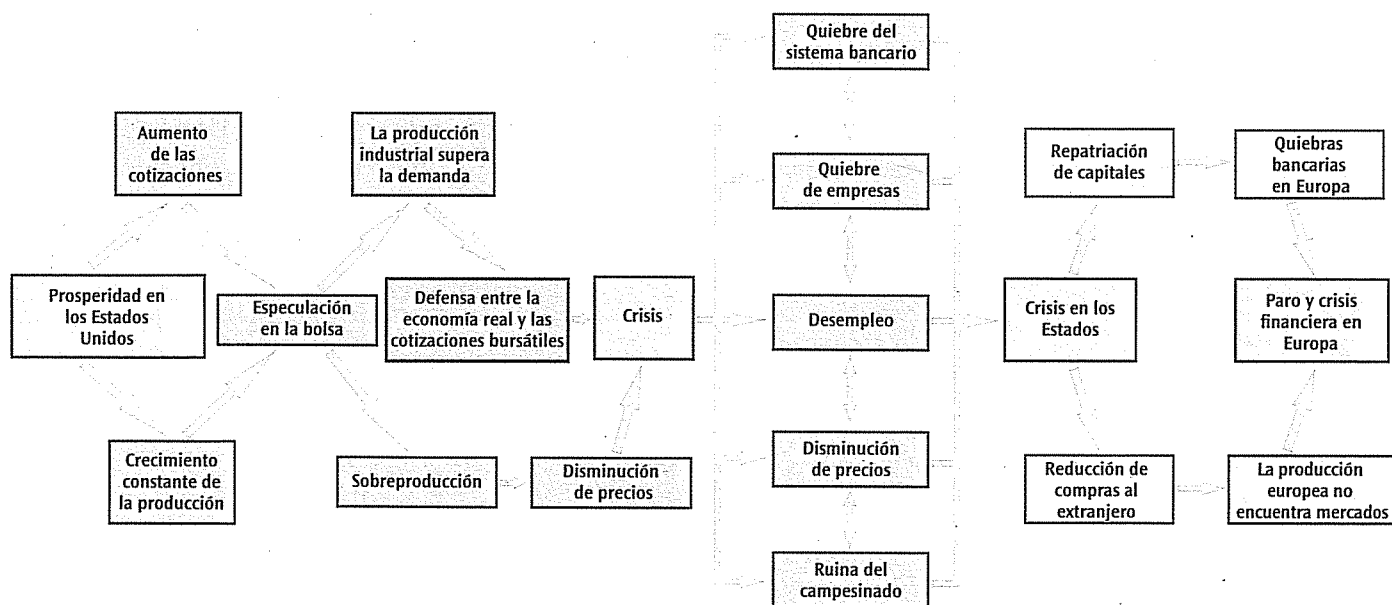 Quiebre del
sistema bancario
Aumento
de las
cotizaciones
La producción
industrial supera
la demanda
Quiebre
de empresas
Repatriación
de capitales
Quiebras
bancarias
en Europa
Prosperidad en
los Estados
Unidos
Especulación
en la bolsa
Defensa entre la
economía real y las
cotizaciones bursátiles
Crisis
Desempleo
Crisis en los
Estados
Paro y crisis
financiera en
Europa
Crecimiento
constante de
la producción
Sobreproducción
Disminución
de precios
Disminución
de precios
Reducción de
compras al
extranjero
La producción
europea no
encuentra mercados
Ruina del
campesinado